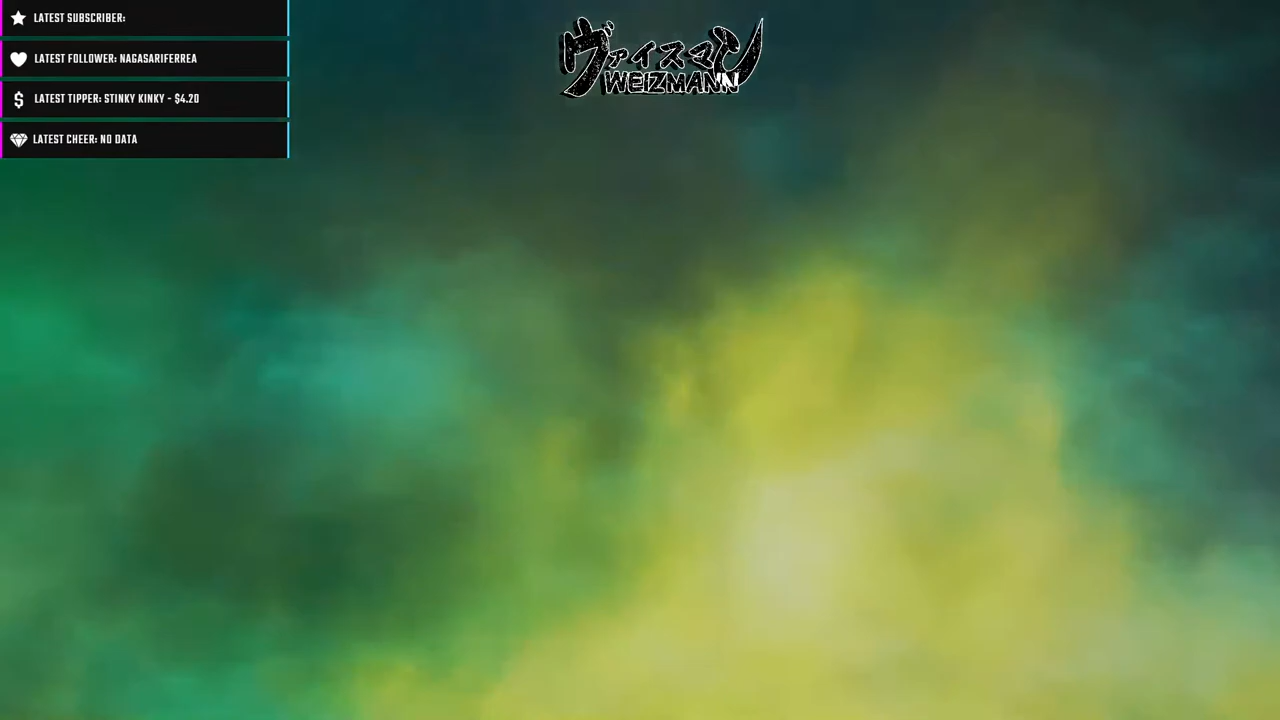 LATEST SUBSCRIBER:
LATEST FOLLOWER: NAGASARIFERREA
LATEST TIPPER: STINKY KINKY - $4.20
LATEST CHEER: NO DATA
ヴァイスマン
WEIZMANN